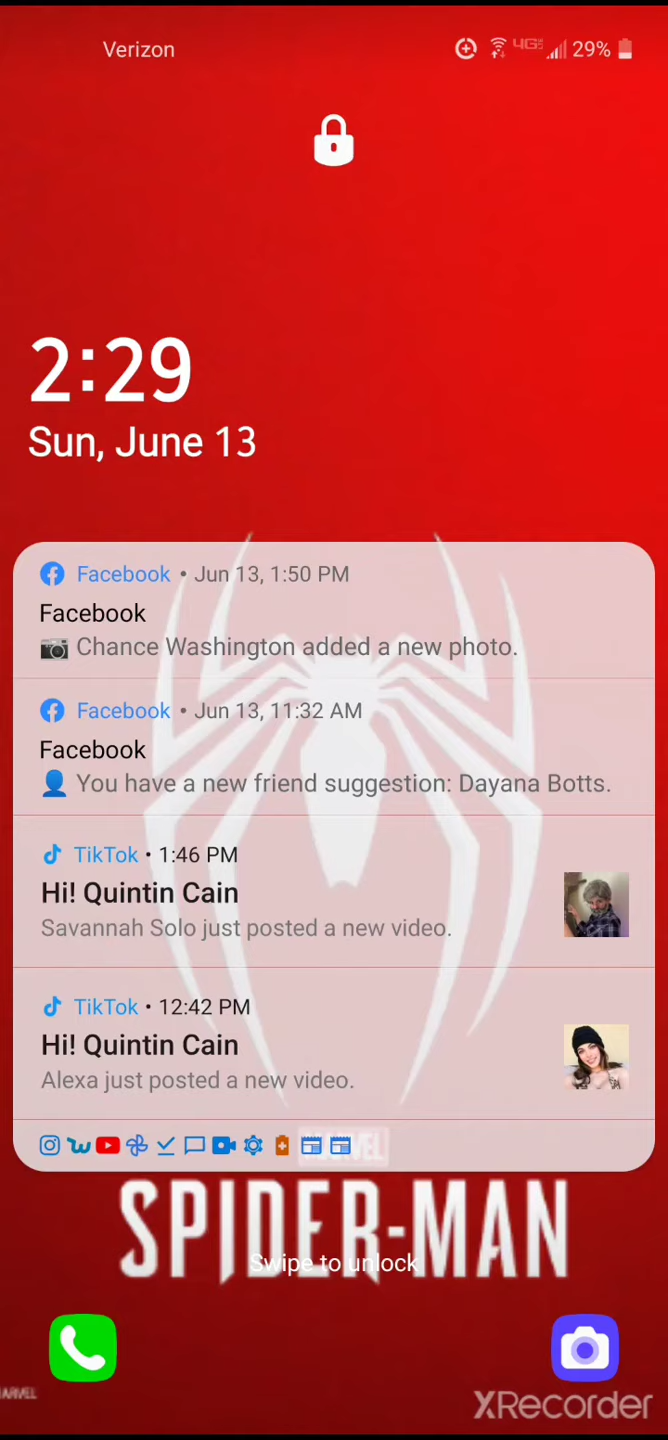 Verizon
4G 29%
2:29
Sun, June 13
Facebook • Jun 13, 1:50 PM
Facebook
📷 Chance Washington added a new photo.
Facebook • Jun 13, 11:32 AM
Facebook
👤 You have a new friend suggestion: Dayana Botts.
TikTok • 1:46 PM
Hi! Quintin Cain
Savannah Solo just posted a new video.
TikTok • 12:42 PM
Hi! Quintin Cain
Alexa just posted a new video.
MARVEL
SPIDER-MAN
Swipe to unlock
MARVEL
XRecorder